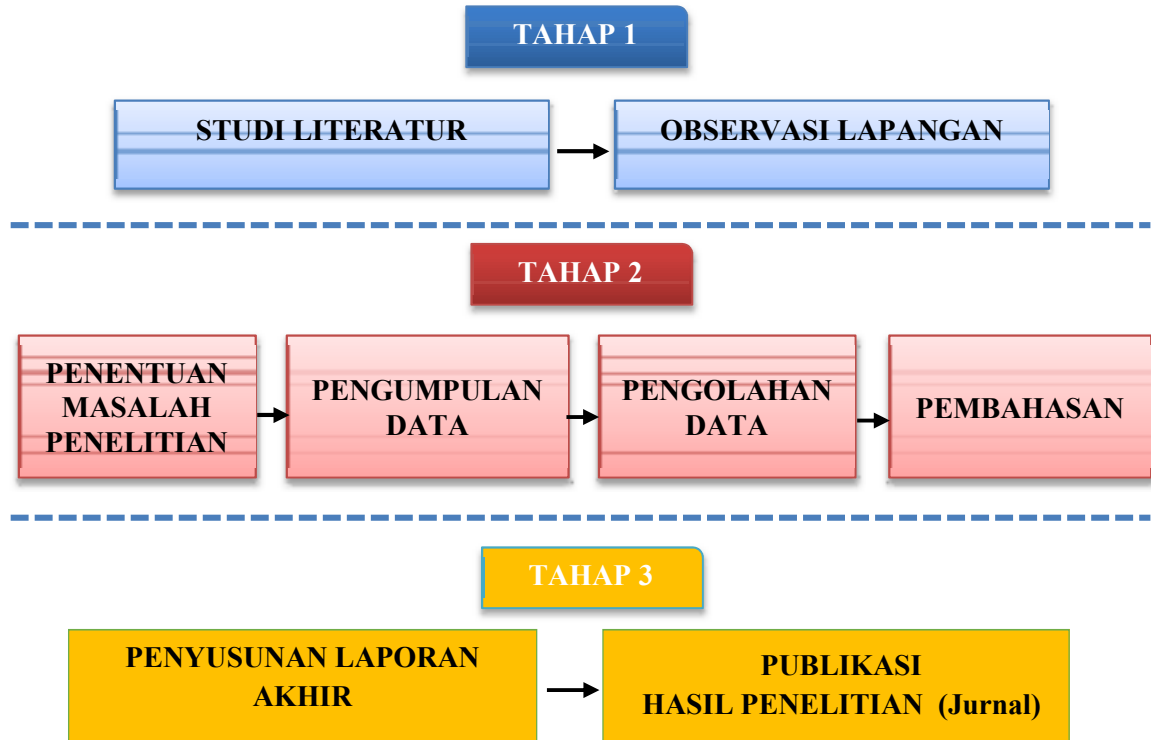 TAHAP 1
STUDI LITERATUR
OBSERVASI LAPANGAN
TAHAP 2
PENENTUAN
MASALAH
PENELITIAN
PENGUMPULAN
DATA
PENGOLAHAN
DATA
PEMBAHASAN
TAHAP 3
PENYUSUNAN LAPORAN
AKHIR
PUBLIKASI
HASIL PENELITIAN (Jurnal)